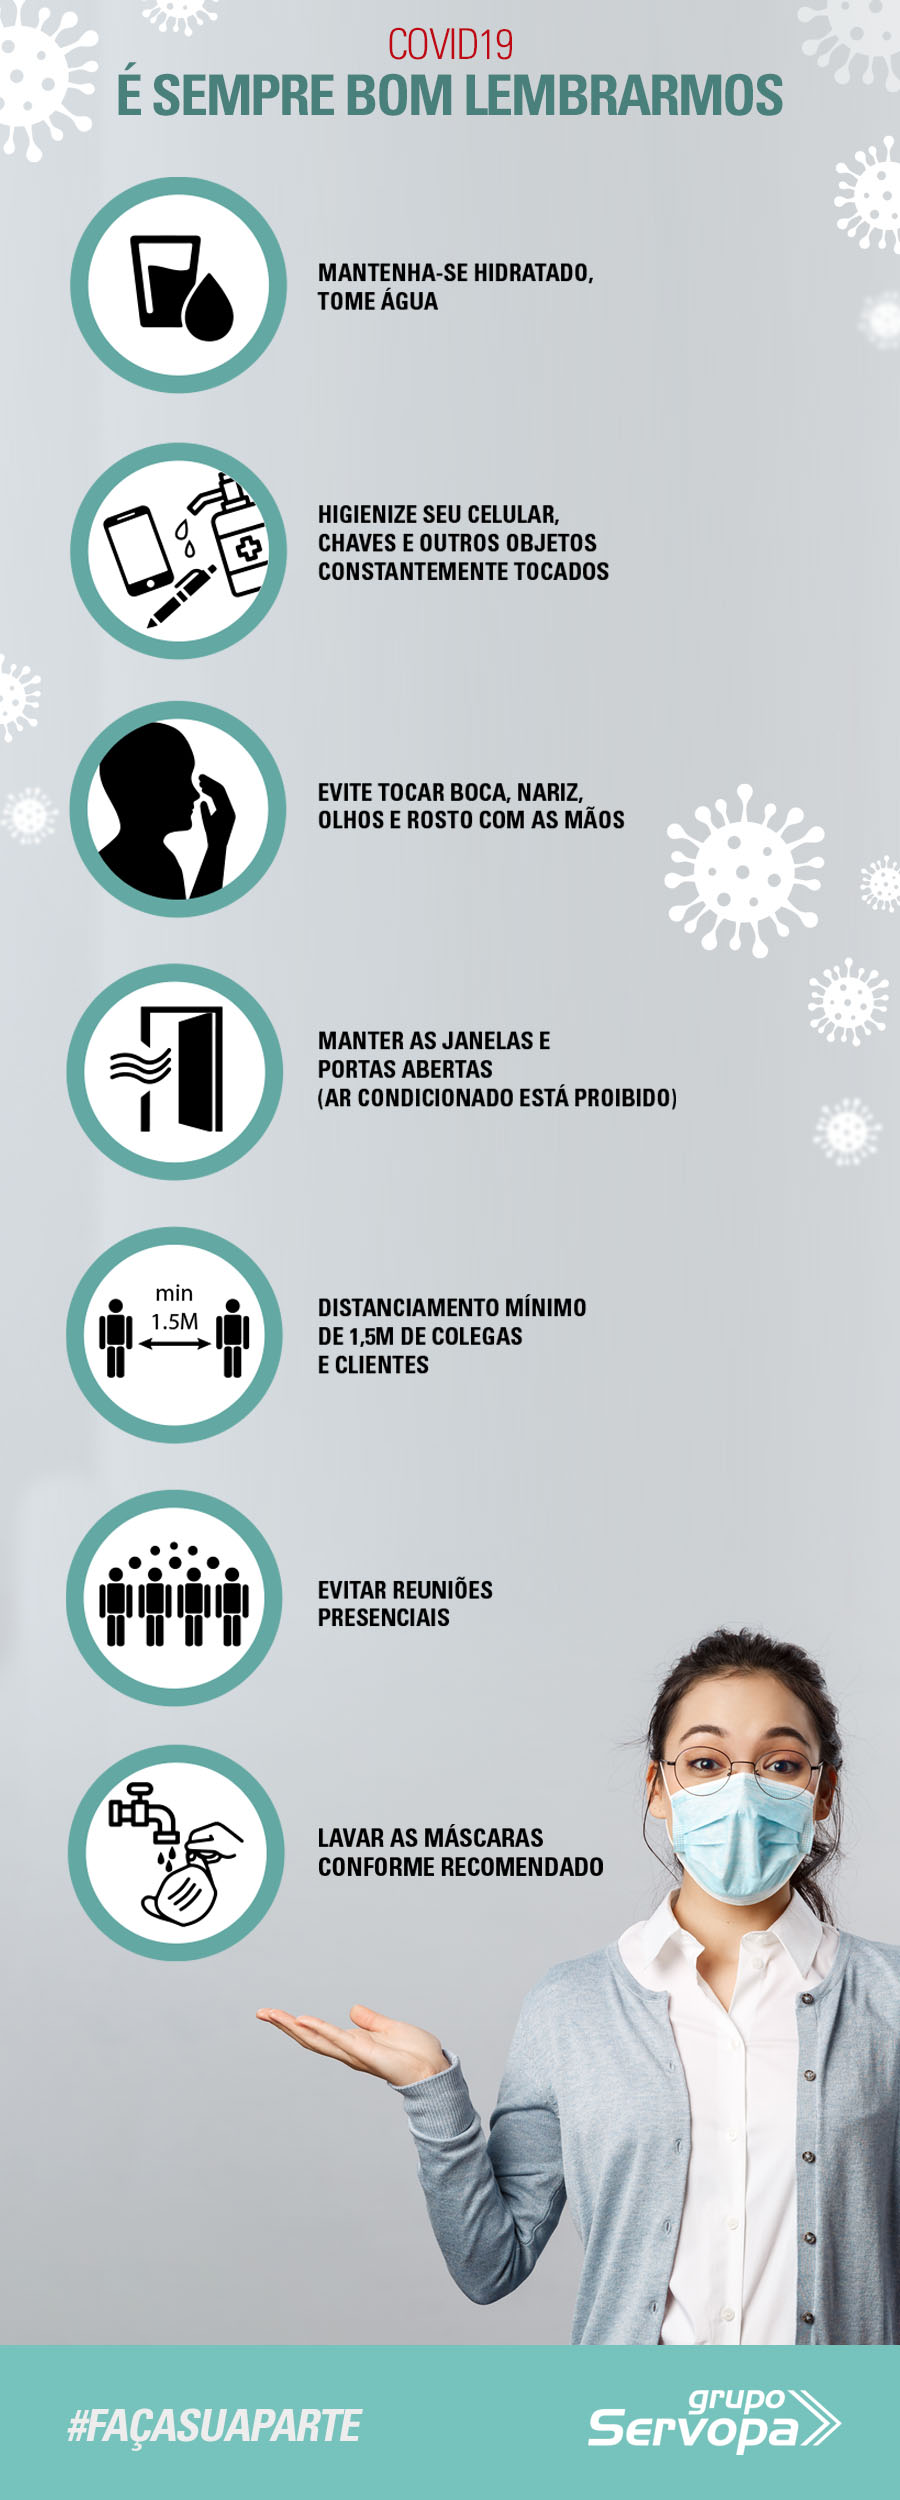 COVID19
É SEMPRE BOM LEMBRARMOS
MANTENHA-SE HIDRATADO,
TOME ÁGUA
HIGIENIZE SEU CELULAR,
CHAVES E OUTROS OBJETOS
CONSTANTEMENTE TOCADOS
EVITE TOCAR BOCA, NARIZ,
OLHOS E ROSTO COM AS MÃOS
MANTER AS JANELAS E
PORTAS ABERTAS
(AR CONDICIONADO ESTÁ PROIBIDO)
min
1.5M
DISTANCIAMENTO MÍNIMO
DE 1,5M DE COLEGAS
E CLIENTES
EVITAR REUNIÕES
PRESENCIAIS
LAVAR AS MÁSCARAS
CONFORME RECOMENDADO
#FAÇASUAPARTE
grupo
Servopa